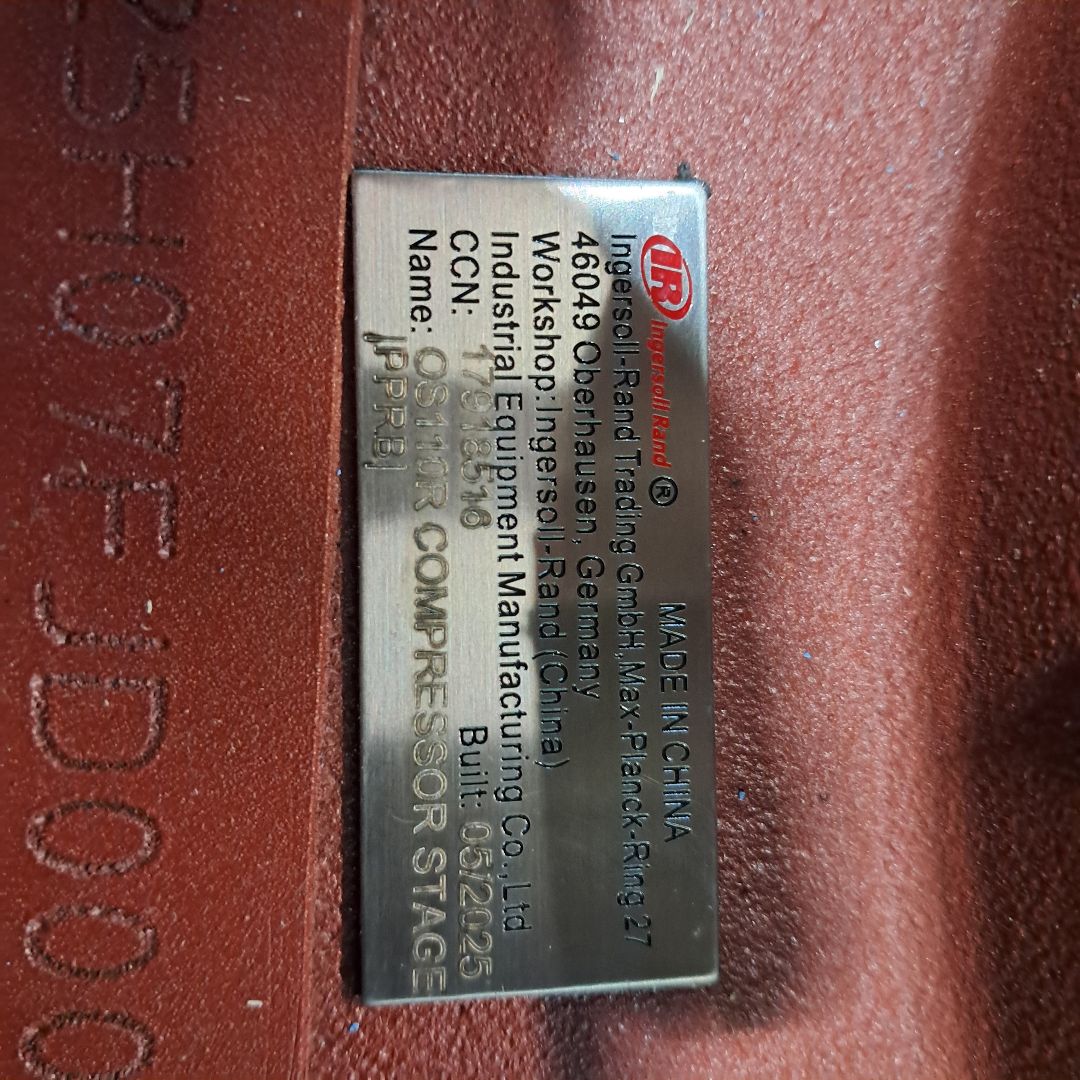 IR Ingersoll Rand ® MADE IN CHINA
Ingersoll-Rand Trading GmbH,Max-Planck-Ring 27
46049 Oberhausen, Germany
Workshop:Ingersoll-Rand (China)
Industrial Equipment Manufacturing Co.,Ltd
CCN: 17918516 Built: 05/2025
Name: OS110R COMPRESSOR STAGE
|PPRB|
25H07FJD000